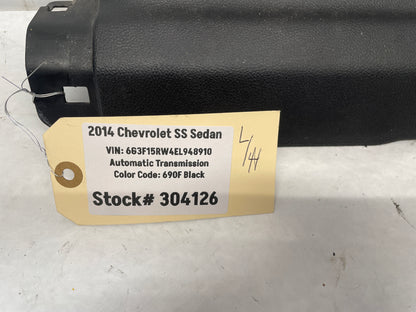 2014 Chevrolet SS Sedan
VIN: 6G3F15RW4EL948910
Automatic Transmission
Color Code: 690F Black
Stock# 304126
L/H